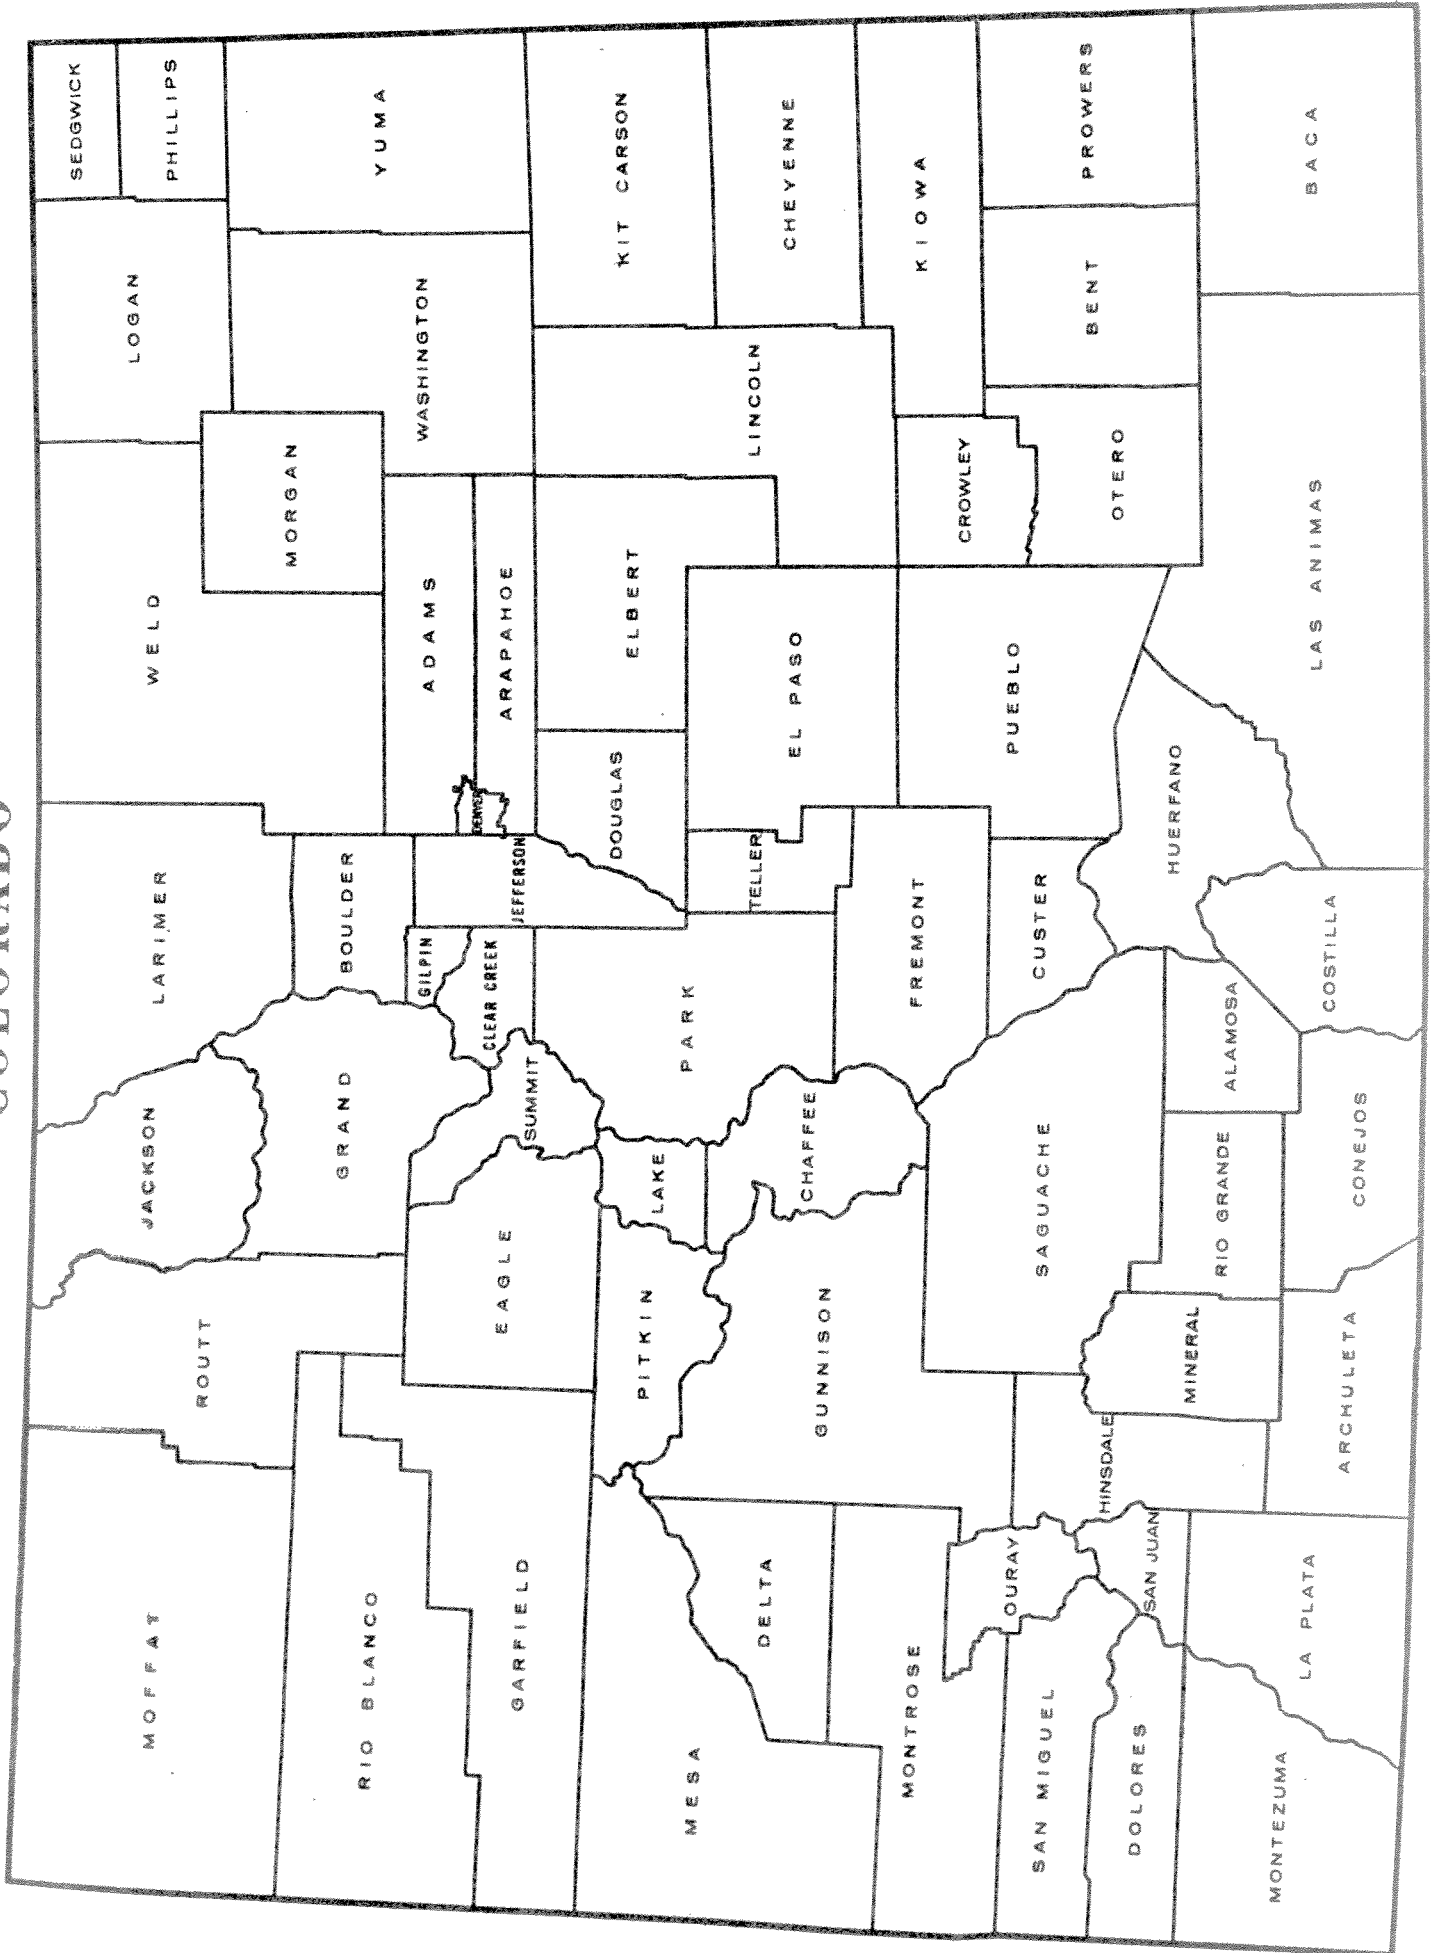 COLORADO
MOFFAT
ROUTT
JACKSON
LARIMER
WELD
LOGAN
SEDGWICK
PHILLIPS
MORGAN
GRAND
BOULDER
RIO BLANCO
YUMA
WASHINGTON
ADAMS
GILPIN
CLEAR CREEK
DENVER
ARAPAHOE
JEFFERSON
SUMMIT
EAGLE
GARFIELD
KIT CARSON
ELBERT
DOUGLAS
LAKE
PITKIN
PARK
MESA
LINCOLN
CHEYENNE
EL PASO
TELLER
CHAFFEE
GUNNISON
DELTA
KIOWA
FREMONT
MONTROSE
CROWLEY
PUEBLO
CUSTER
SAGUACHE
OURAY
SAN MIGUEL
PROWERS
BENT
OTERO
HINSDALE
DOLORES
SAN JUAN
HUERFANO
MINERAL
RIO GRANDE
ALAMOSA
COSTILLA
BACA
LAS ANIMAS
CONEJOS
ARCHULETA
LA PLATA
MONTEZUMA